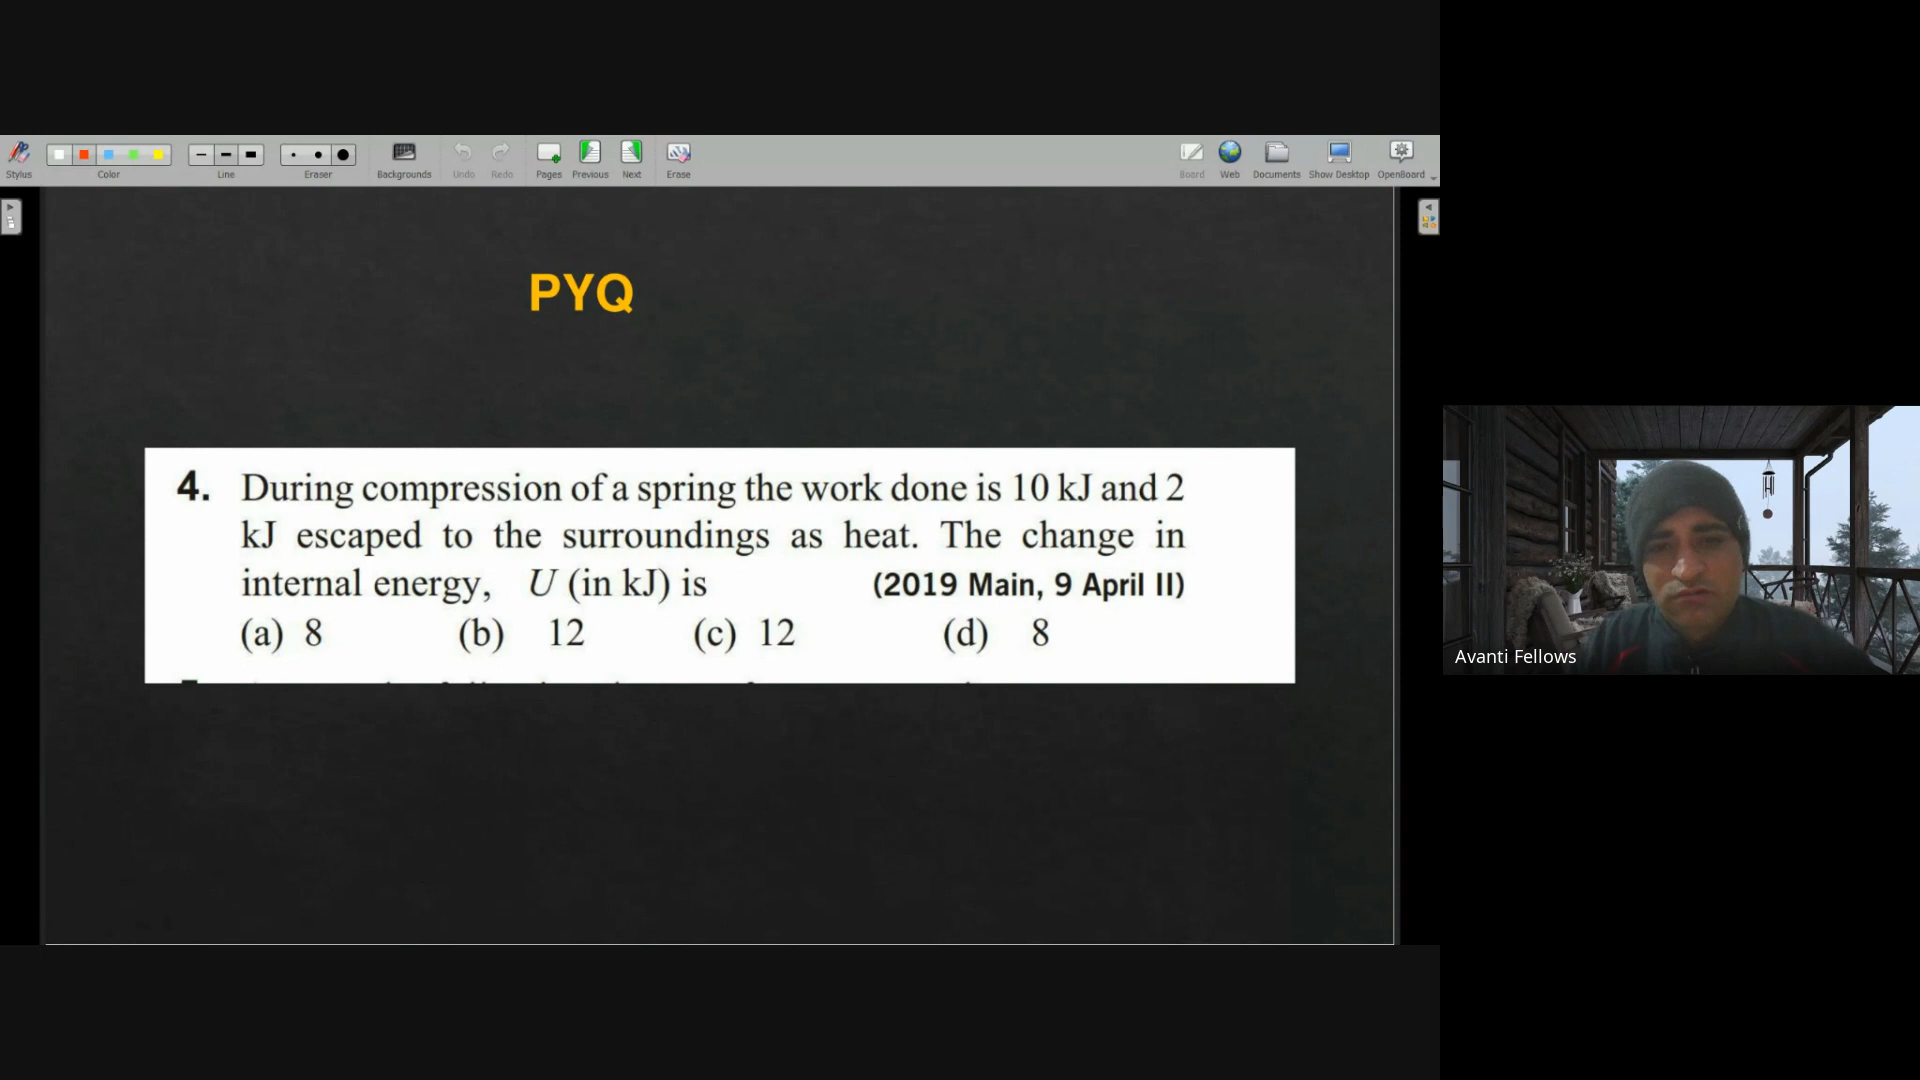 Stylus
Color
Line
Eraser
Backgrounds
Undo
Redo
Pages
Previous
Next
Erase
Board
Web
Documents
Show Desktop
OpenBoard
PYQ
4. During compression of a spring the work done is 10 kJ and 2
kJ escaped to the surroundings as heat. The change in
internal energy, U (in kJ) is (2019 Main, 9 April II)
(a) 8 (b) 12 (c) 12 (d) 8
Avanti Fellows